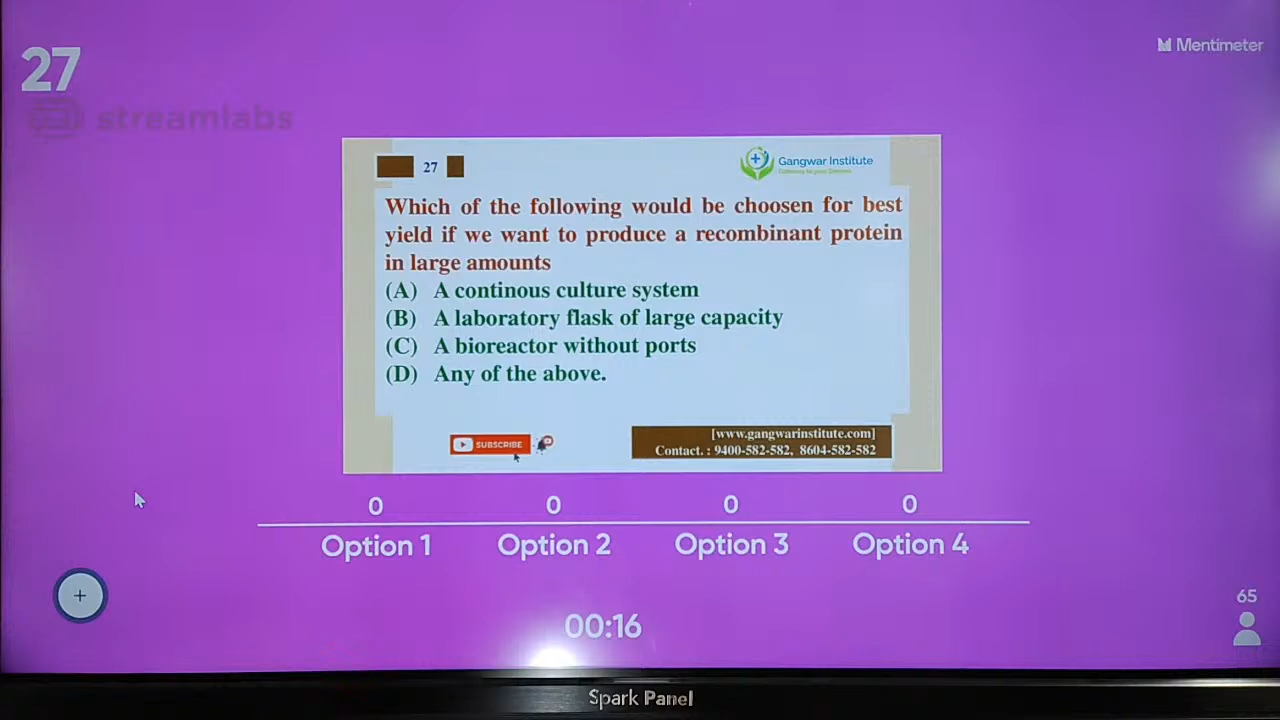 27
Mentimeter
streamlabs
27
Gangwar Institute
Which of the following would be choosen for best
yield if we want to produce a recombinant protein
in large amounts
(A) A continous culture system
(B) A laboratory flask of large capacity
(C) A bioreactor without ports
(D) Any of the above.
SUBSCRIBE
[www.gangwarinstitute.com]
Contact. : 9400-582-582, 8604-582-582
0 0 0 0
Option 1 Option 2 Option 3 Option 4
00:16
65
Spark Panel